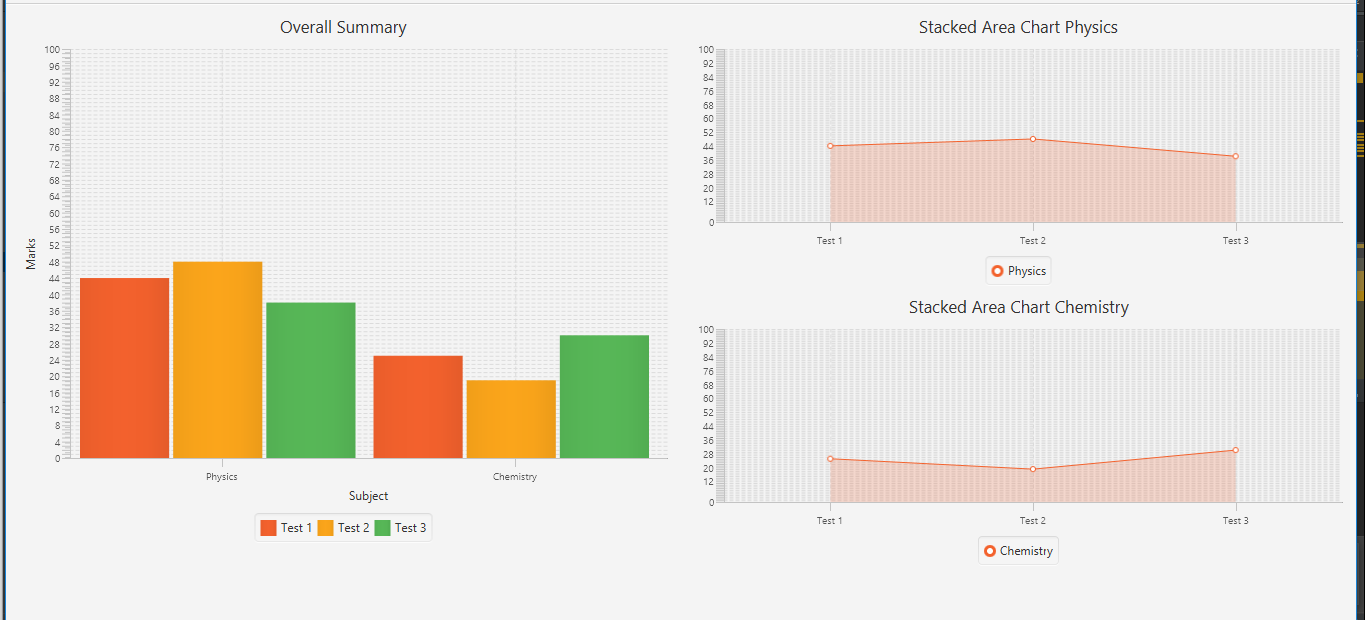 Overall Summary
100
96
92
88
84
80
76
72
68
64
60
56
52
48
44
40
36
32
28
24
20
16
12
8
4
0
Marks
Physics
Chemistry
Subject
Test 1
Test 2
Test 3
Stacked Area Chart Physics
100
92
84
76
68
60
52
44
36
28
20
12
0
Test 1
Test 2
Test 3
Physics
Stacked Area Chart Chemistry
100
92
84
76
68
60
52
44
36
28
20
12
0
Test 1
Test 2
Test 3
Chemistry